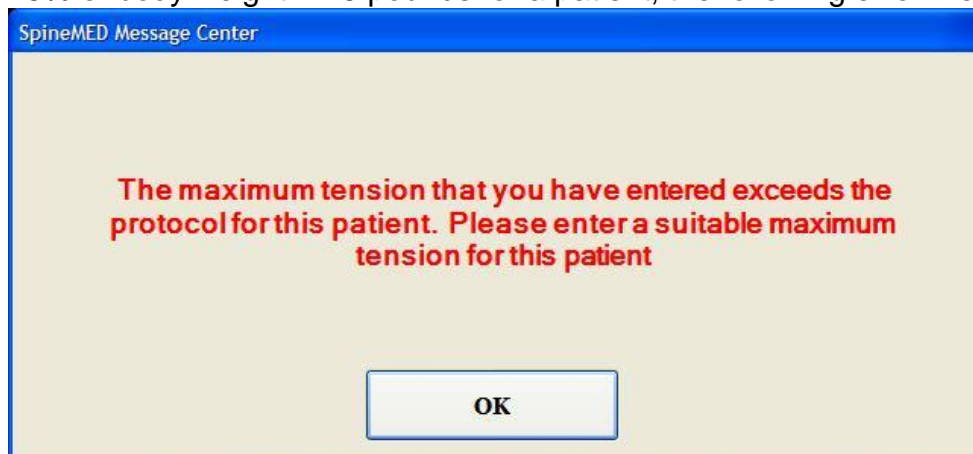 SpineMED Message Center
The maximum tension that you have entered exceeds the
protocol for this patient. Please enter a suitable maximum
tension for this patient
OK